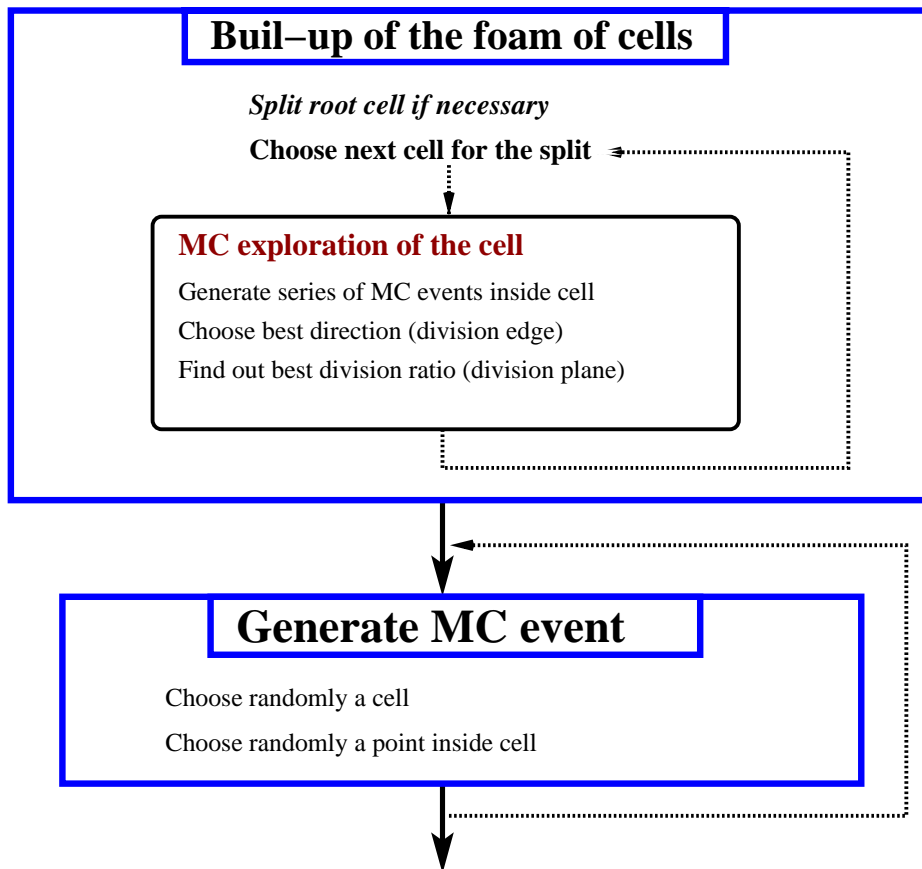 Buil−up of the foam of cells
Split root cell if necessary
Choose next cell for the split
MC exploration of the cell
Generate series of MC events inside cell
Choose best direction (division edge)
Find out best division ratio (division plane)
Generate MC event
Choose randomly a cell
Choose randomly a point inside cell